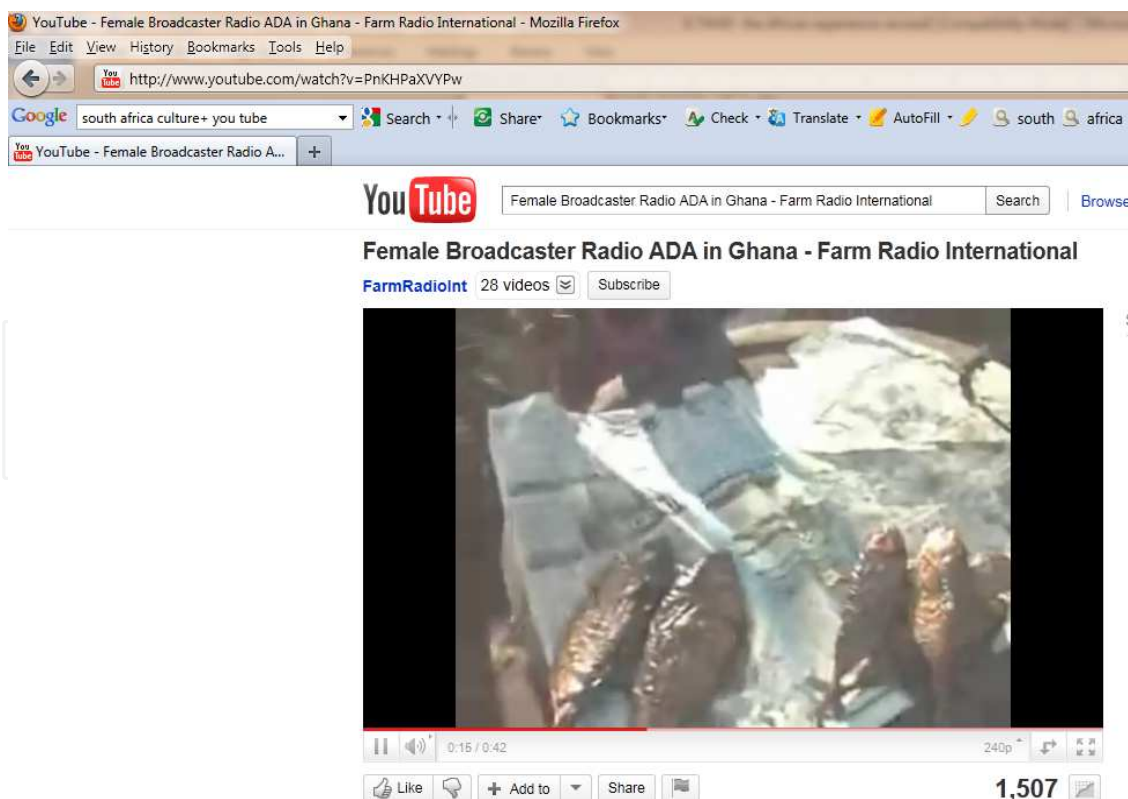 YouTube - Female Broadcaster Radio ADA in Ghana - Farm Radio International - Mozilla Firefox
File Edit View History Bookmarks Tools Help
You Tube http://www.youtube.com/watch?v=PnKHPaXVYPw
Google south africa culture+ you tube Search Share Bookmarks Check Translate AutoFill south africa
You Tube YouTube - Female Broadcaster Radio A... +
You Tube Female Broadcaster Radio ADA in Ghana - Farm Radio International Search Browse
Female Broadcaster Radio ADA in Ghana - Farm Radio International
FarmRadioInt 28 videos Subscribe
0:15 / 0:42 240p
Like + Add to Share 1,507